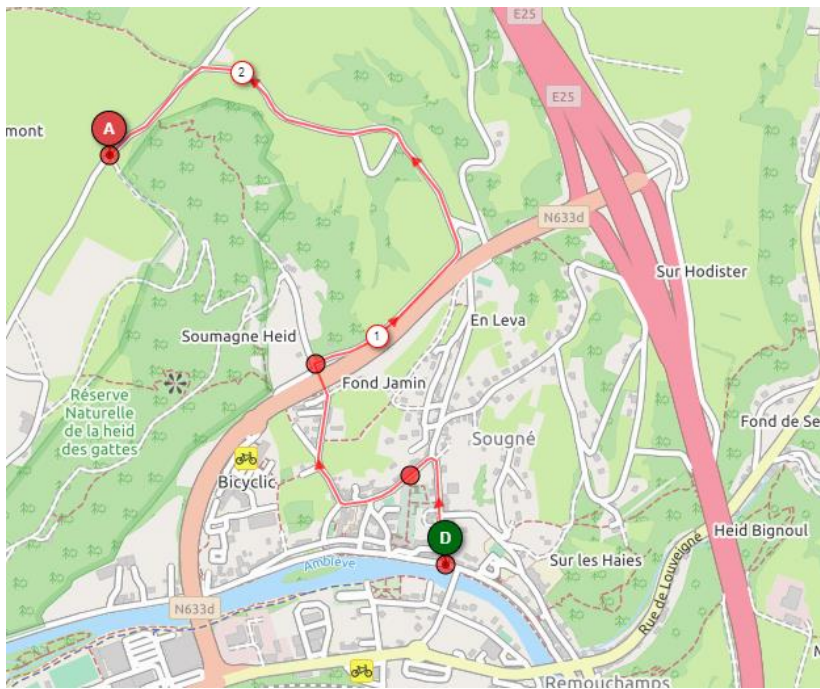 E25
2
E25
A
mont
N633d
Sur Hodister
En Leva
Soumagne Heid
1
Fond Jamin
Réserve
Naturelle
de la heid
des gattes
Fond de Se
Sougné
Bicyclic
D
Heid Bignoul
Sur les Haies
Amblève
Rue de Louveigné
N633d
Remouchamps